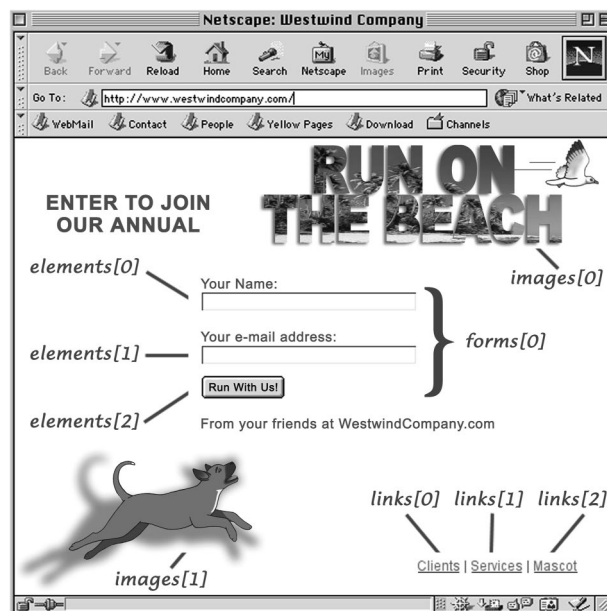 Netscape: Westwind Company
Back Forward Reload Home Search Netscape Images Print Security Shop N
My
Go To: http://www.westwindcompany.com/ What's Related
WebMail Contact People Yellow Pages Download Channels
RUN ON
THE BEACH
ENTER TO JOIN
OUR ANNUAL
images[0]
elements[0]
Your Name:
elements[1]
Your e-mail address:
forms[0]
elements[2]
Run With Us!
From your friends at WestwindCompany.com
images[1]
links[0] links[1] links[2]
Clients | Services | Mascot